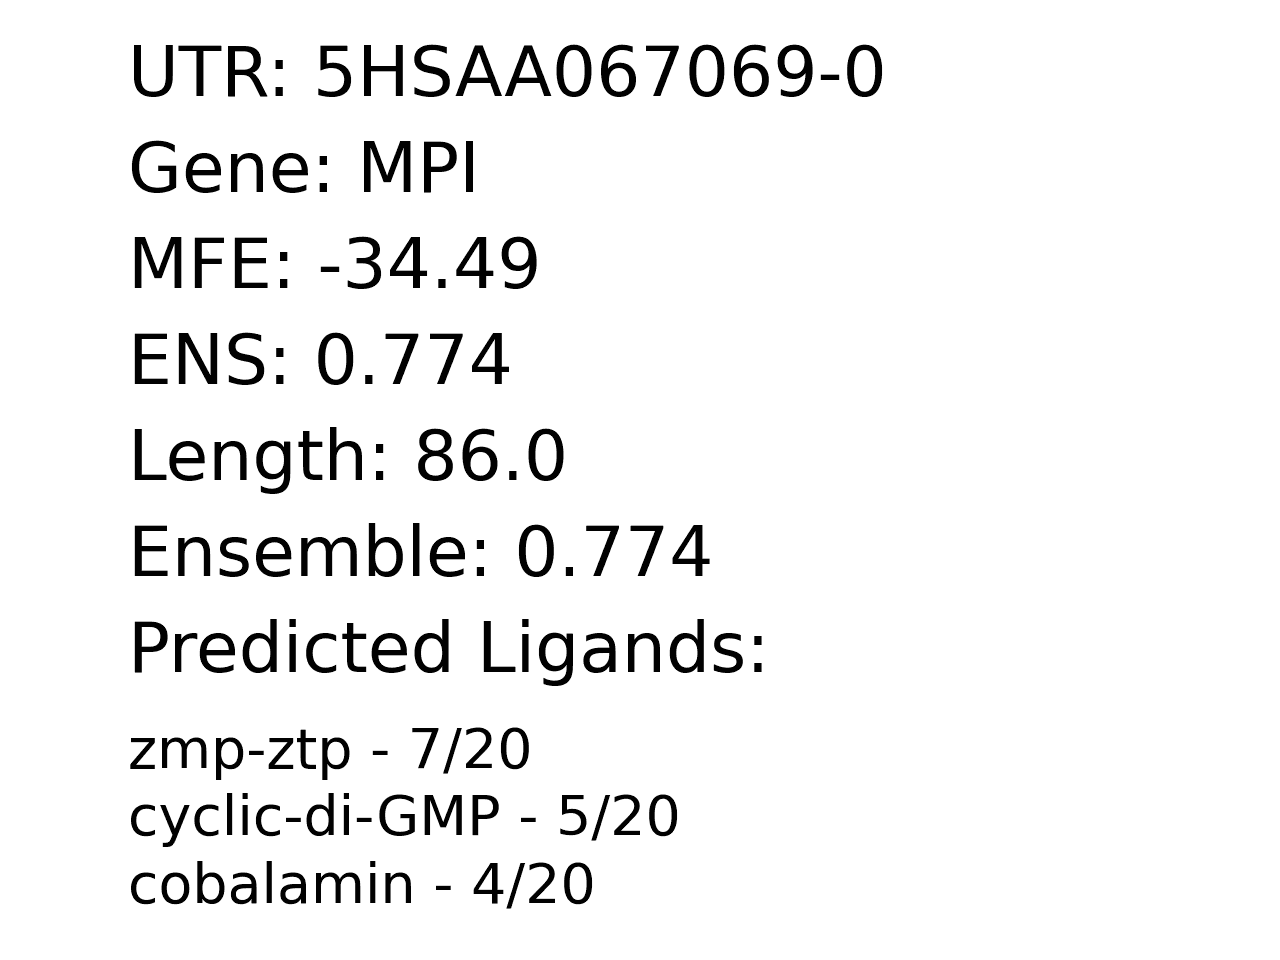 UTR: 5HSAA067069-0
Gene: MPI
MFE: -34.49
ENS: 0.774
Length: 86.0
Ensemble: 0.774
Predicted Ligands:
zmp-ztp - 7/20
cyclic-di-GMP - 5/20
cobalamin - 4/20